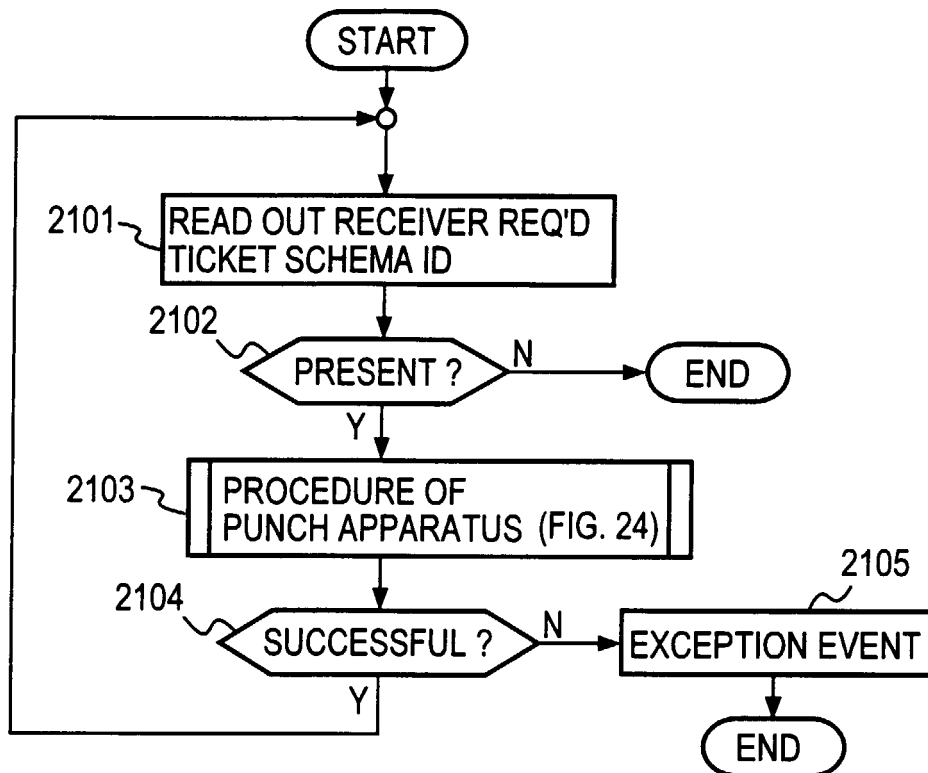 START
2101
READ OUT RECEIVER REQ'D
TICKET SCHEMA ID
2102
PRESENT ?
N
END
Y
2103
PROCEDURE OF
PUNCH APPARATUS (FIG. 24)
2104
SUCCESSFUL ?
N
2105
EXCEPTION EVENT
Y
END